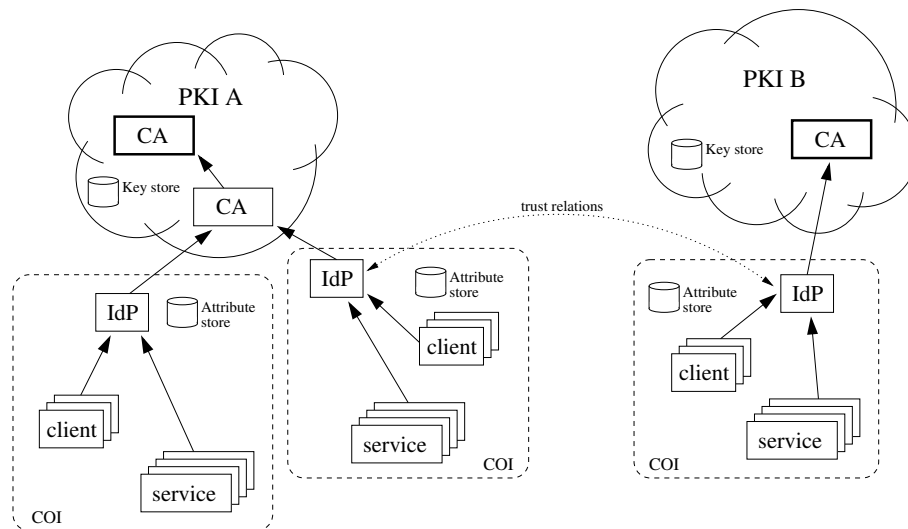 PKI A
CA
Key store
CA
PKI B
CA
Key store
trust relations
IdP
Attribute
store
client
service
COI
IdP
Attribute
store
client
service
COI
IdP
Attribute
store
client
service
COI